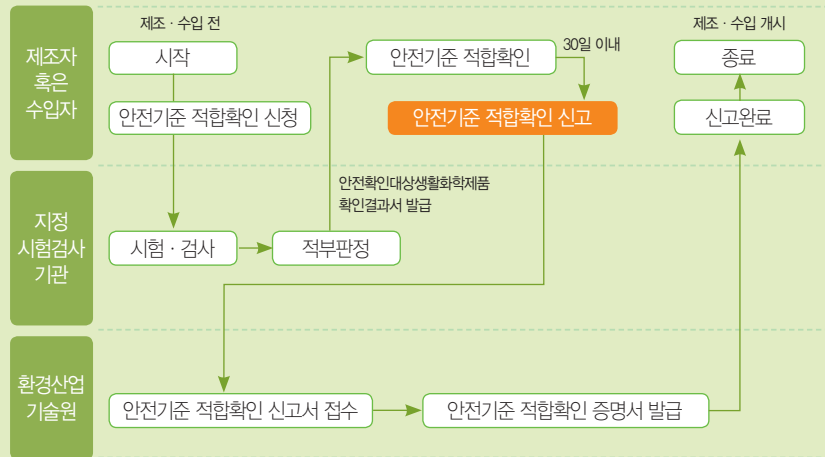 제조자
혹은
수입자
제조 · 수입 전
시작
안전기준 적합확인 신청
안전기준 적합확인
30일 이내
안전기준 적합확인 신고
제조 · 수입 개시
종료
신고완료
지정
시험검사
기관
시험 · 검사
적부판정
안전확인대상생활화학제품
확인결과서 발급
환경산업
기술원
안전기준 적합확인 신고서 접수
안전기준 적합확인 증명서 발급